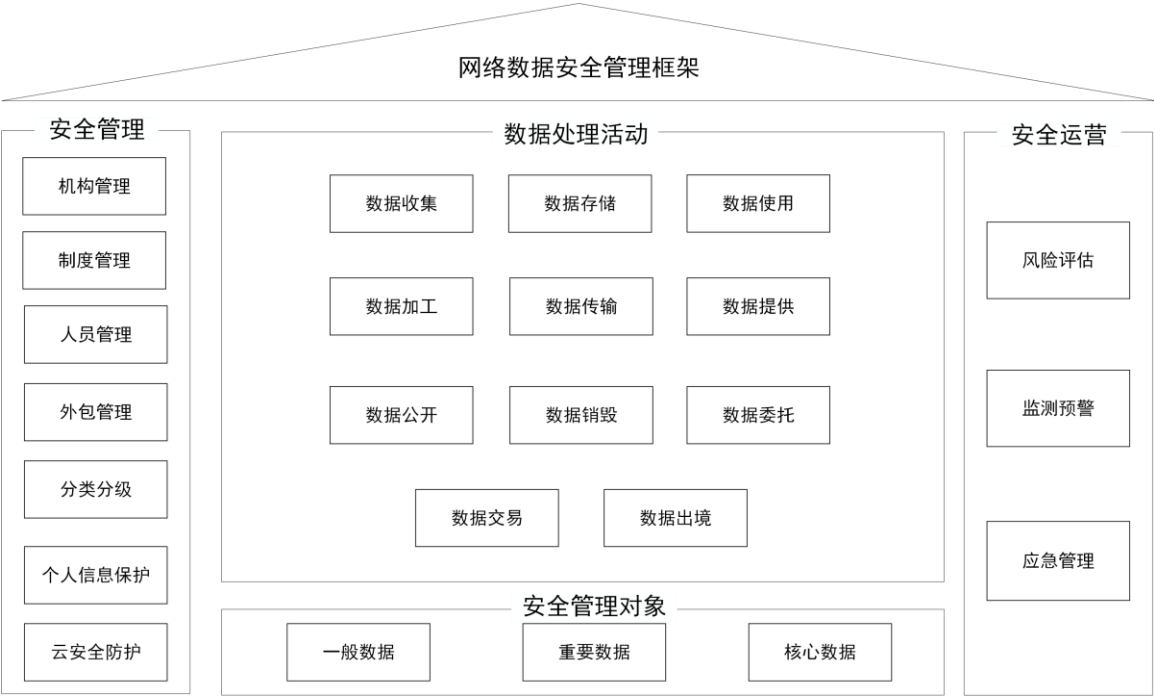 网络数据安全管理框架
安全管理
机构管理
制度管理
人员管理
外包管理
分类分级
个人信息保护
云安全防护
数据处理活动
数据收集
数据存储
数据使用
数据加工
数据传输
数据提供
数据公开
数据销毁
数据委托
数据交易
数据出境
安全管理对象
一般数据
重要数据
核心数据
安全运营
风险评估
监测预警
应急管理